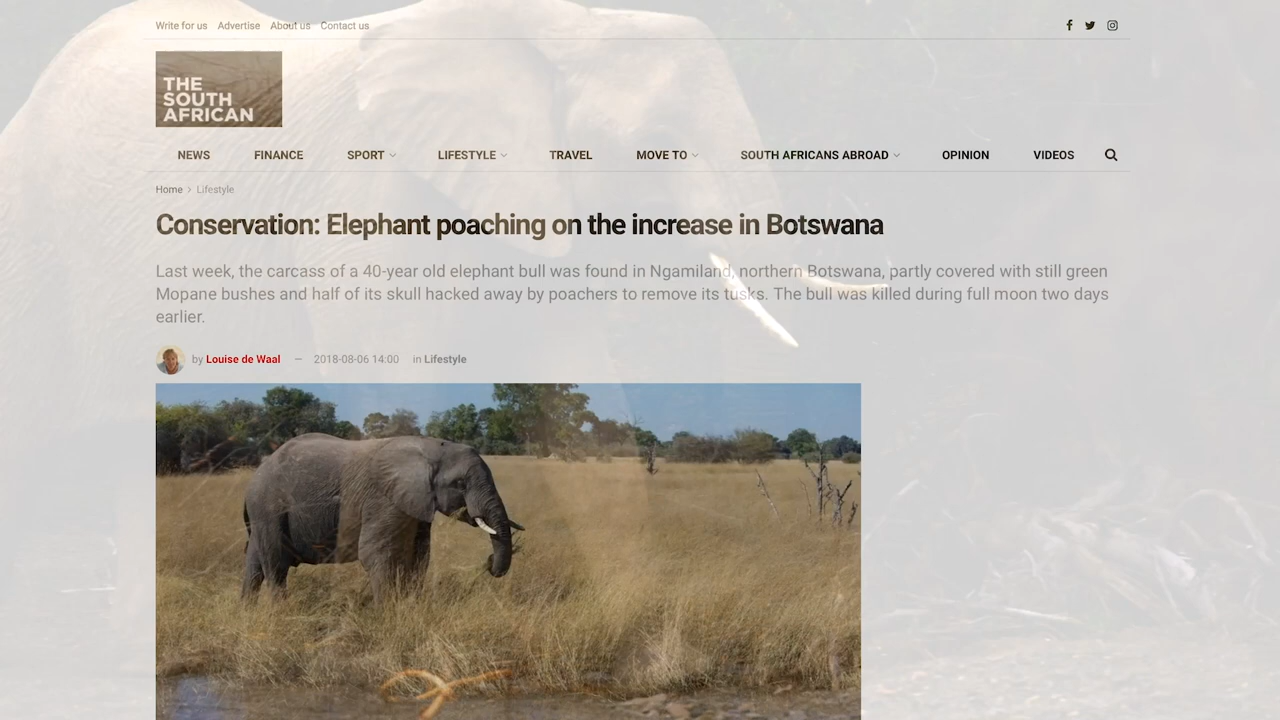 Write for us Advertise About us Contact us
THE
SOUTH
AFRICAN
NEWS FINANCE SPORT LIFESTYLE TRAVEL MOVE TO SOUTH AFRICANS ABROAD OPINION VIDEOS
Home > Lifestyle
Conservation: Elephant poaching on the increase in Botswana
Last week, the carcass of a 40-year old elephant bull was found in Ngamiland, northern Botswana, partly covered with still green
Mopane bushes and half of its skull hacked away by poachers to remove its tusks. The bull was killed during full moon two days
earlier.
by Louise de Waal — 2018-08-06 14:00 in Lifestyle